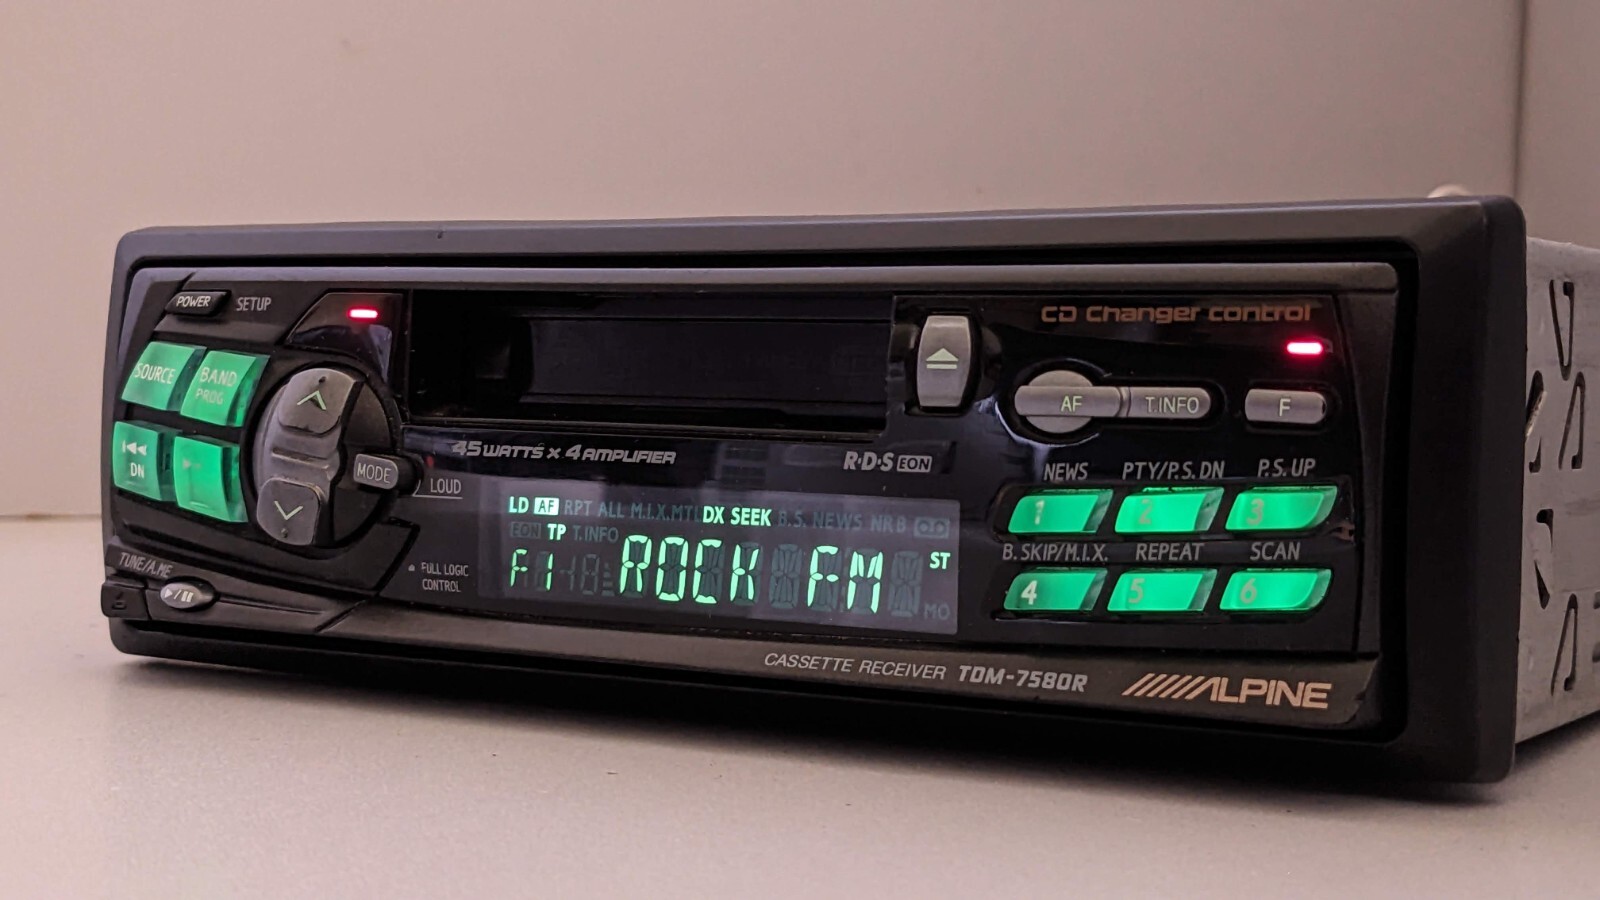 POWER SETUP
CD Changer control
SOURCE BAND
PROG
AF T.INFO F
DN
MODE
LOUD
45 WATTS x 4 AMPLIFIER
R·D·S EON
NEWS PTY/P.S. DN P.S. UP
1 2 3
LD AF RPT ALL M.I.X. MTL DX SEEK B.S. NEWS NR B
EON TP T.INFO
F1 ROCK FM ST
MO
B. SKIP/M.I.X. REPEAT SCAN
4 5 6
FULL LOGIC
CONTROL
TUNE/A.ME
CASSETTE RECEIVER TDM-7580R
ALPINE